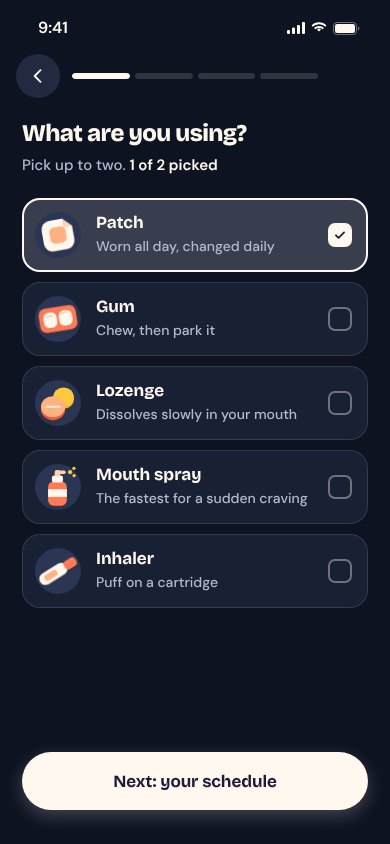 9:41
What are you using?
Pick up to two. 1 of 2 picked
Patch
Worn all day, changed daily
Gum
Chew, then park it
Lozenge
Dissolves slowly in your mouth
Mouth spray
The fastest for a sudden craving
Inhaler
Puff on a cartridge
Next: your schedule